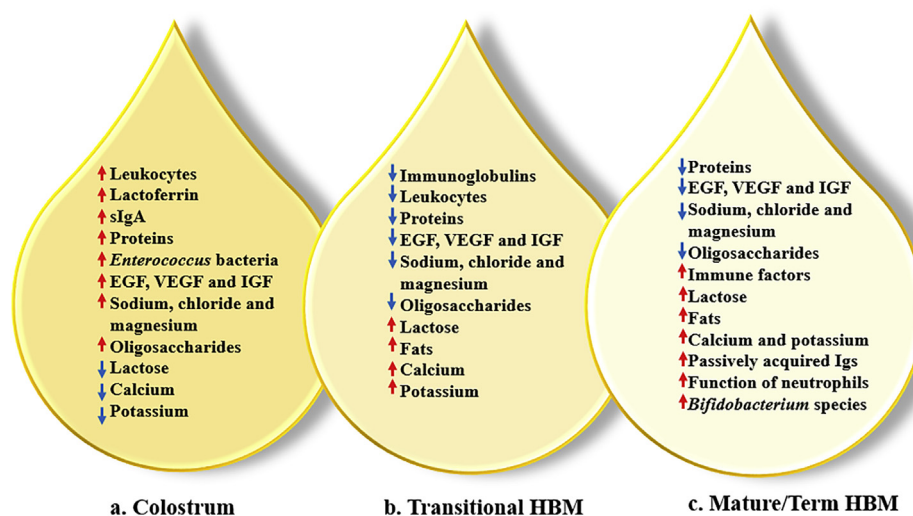 ↑Leukocytes
↑Lactoferrin
↑sIgA
↑Proteins
↑Enterococcus bacteria
↑EGF, VEGF and IGF
↑Sodium, chloride and
magnesium
↑Oligosaccharides
↓Lactose
↓Calcium
↓Potassium
a. Colostrum
↓Immunoglobulins
↓Leukocytes
↓Proteins
↓EGF, VEGF and IGF
↓Sodium, chloride and
magnesium
↓Oligosaccharides
↑Lactose
↑Fats
↑Calcium
↑Potassium
b. Transitional HBM
↓Proteins
↓EGF, VEGF and IGF
↓Sodium, chloride and
magnesium
↓Oligosaccharides
↑Immune factors
↑Lactose
↑Fats
↑Calcium and potassium
↑Passively acquired Igs
↑Function of neutrophils
↑Bifidobacterium species
c. Mature/Term HBM